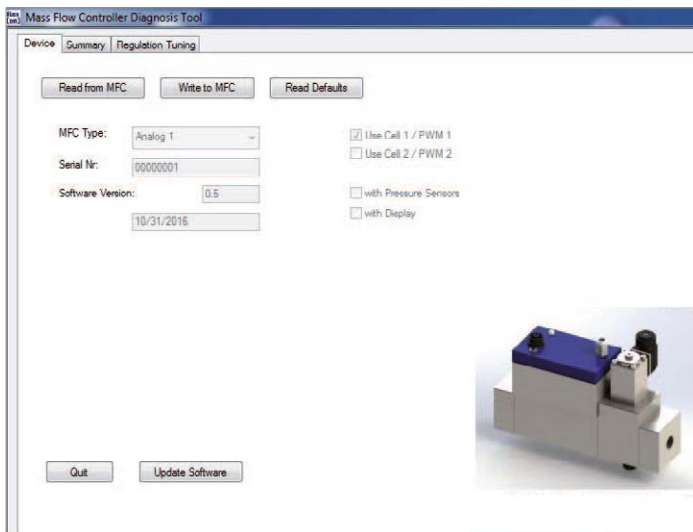 Mass Flow Controller Diagnosis Tool
Device Summary Regulation Tuning
Read from MFC Write to MFC Read Defaults
MFC Type: Analog 1
Use Cell 1 / PWM 1
Use Cell 2 / PWM 2
Serial Nr: 00000001
Software Version: 0.5
with Pressure Sensors
10/31/2016
with Display
Quit Update Software